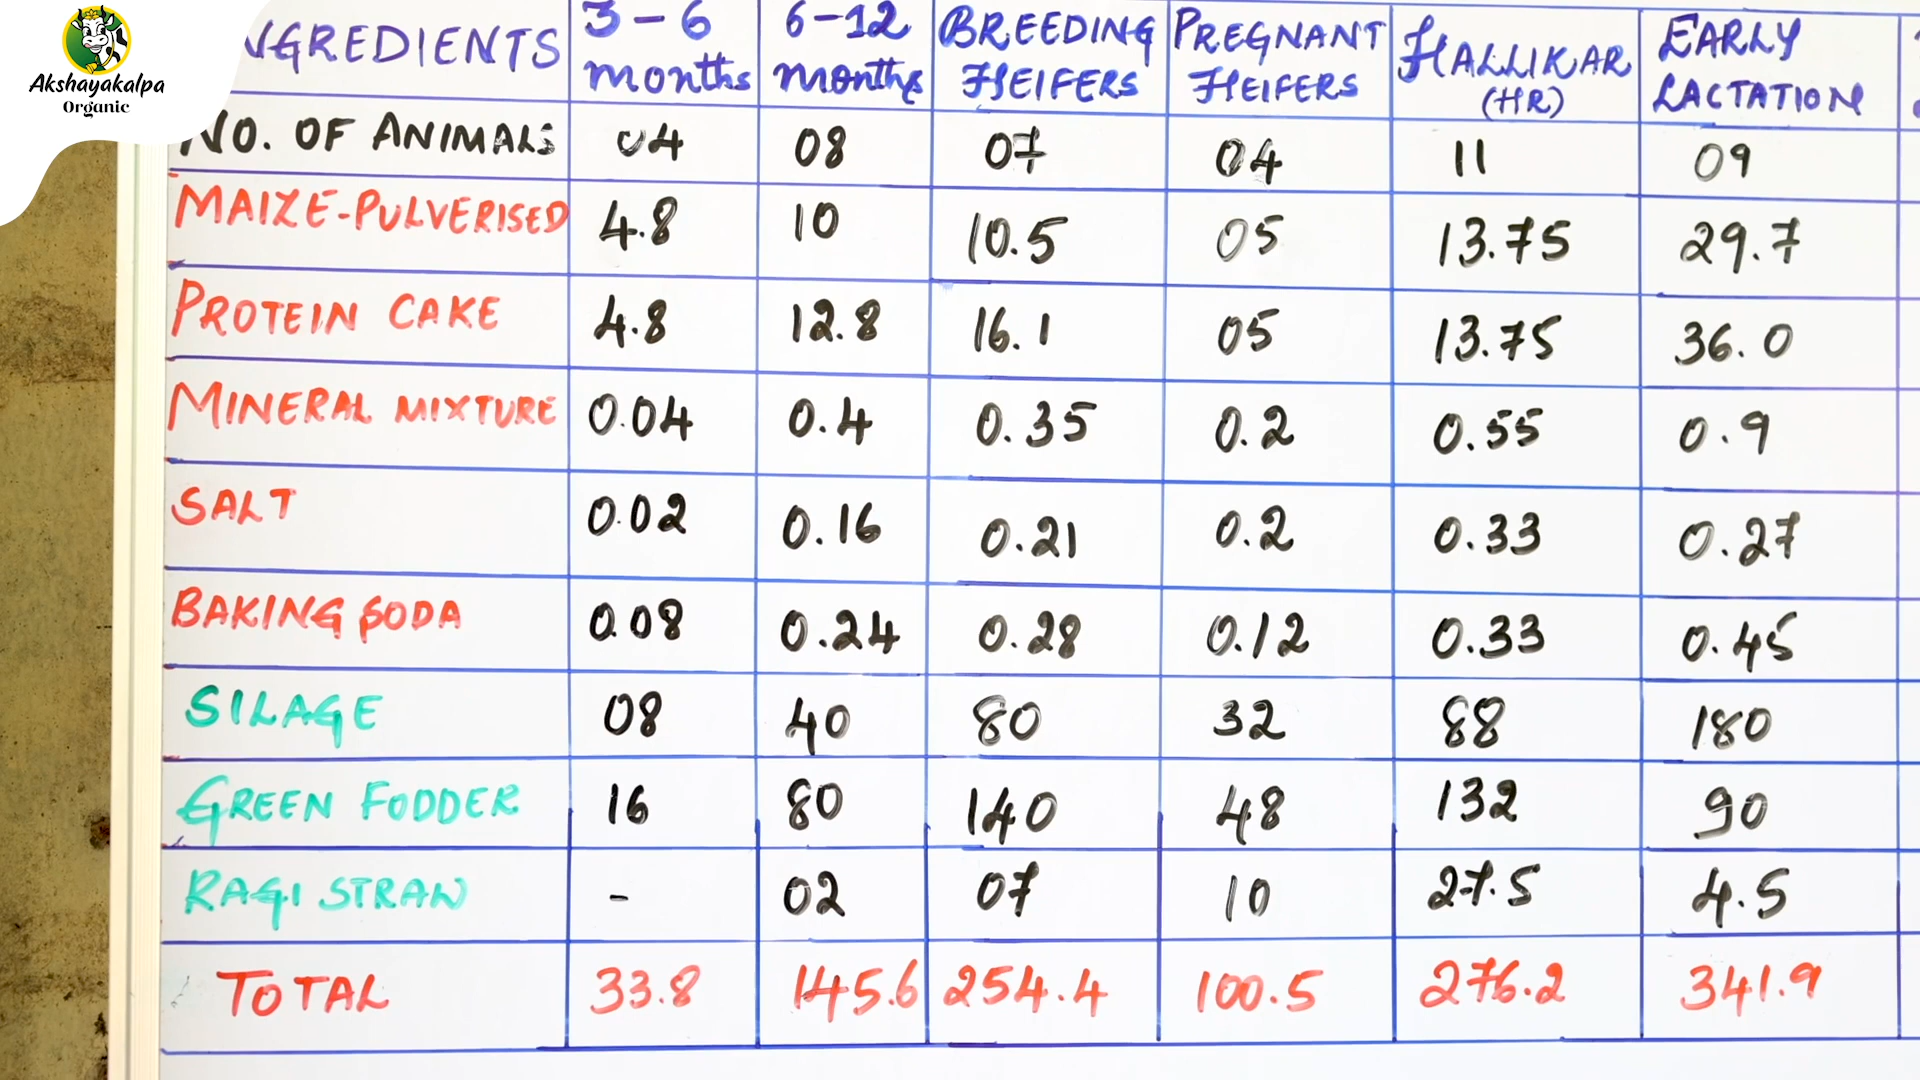 Akshayakalpa
Organic
INGREDIENTS 3-6 months 6-12 months BREEDING HEIFERS PREGNANT HEIFERS HALLIKAR (HR) EARLY LACTATION
NO. OF ANIMALS 04 08 07 04 11 09
MAIZE-PULVERISED 4.8 10 10.5 05 13.75 29.7
PROTEIN CAKE 4.8 12.8 16.1 05 13.75 36.0
MINERAL MIXTURE 0.04 0.4 0.35 0.2 0.55 0.9
SALT 0.02 0.16 0.21 0.2 0.33 0.27
BAKING SODA 0.08 0.24 0.28 0.12 0.33 0.45
SILAGE 08 40 80 32 88 180
GREEN FODDER 16 80 140 48 132 90
RAGI STRAW - 02 07 10 27.5 4.5
TOTAL 33.8 145.6 254.4 100.5 276.2 341.9